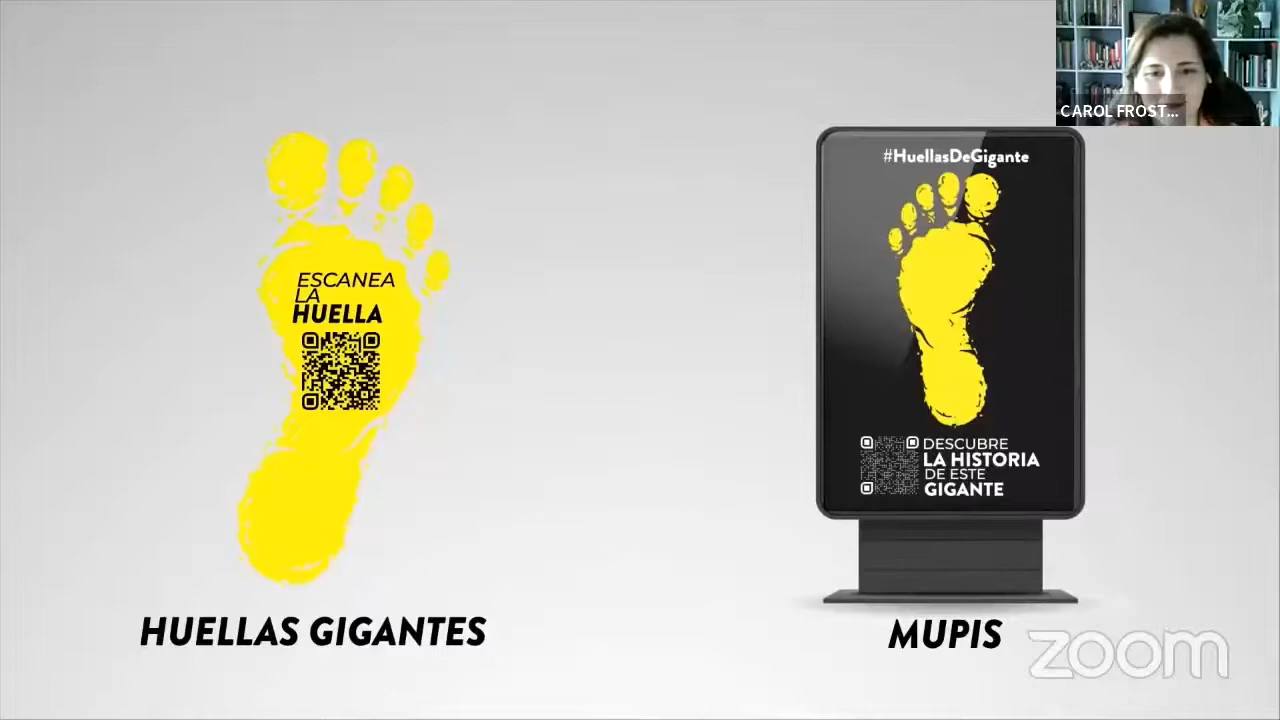 CAROL FROST...
#HuellasDeGigante
ESCANEA
LA
HUELLA
DESCUBRE
LA HISTORIA
DE ESTE
GIGANTE
HUELLAS GIGANTES
MUPIS
zoom